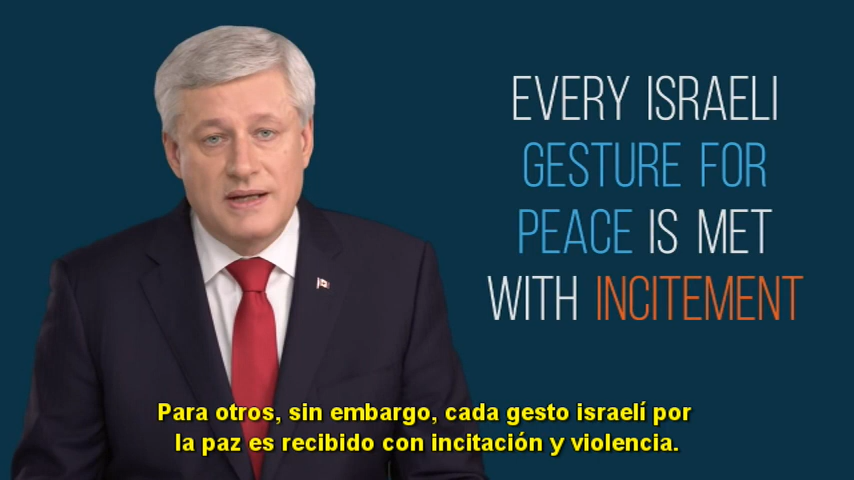 EVERY ISRAELI
GESTURE FOR
PEACE IS MET
WITH INCITEMENT
Para otros, sin embargo, cada gesto israelí por
la paz es recibido con incitación y violencia.